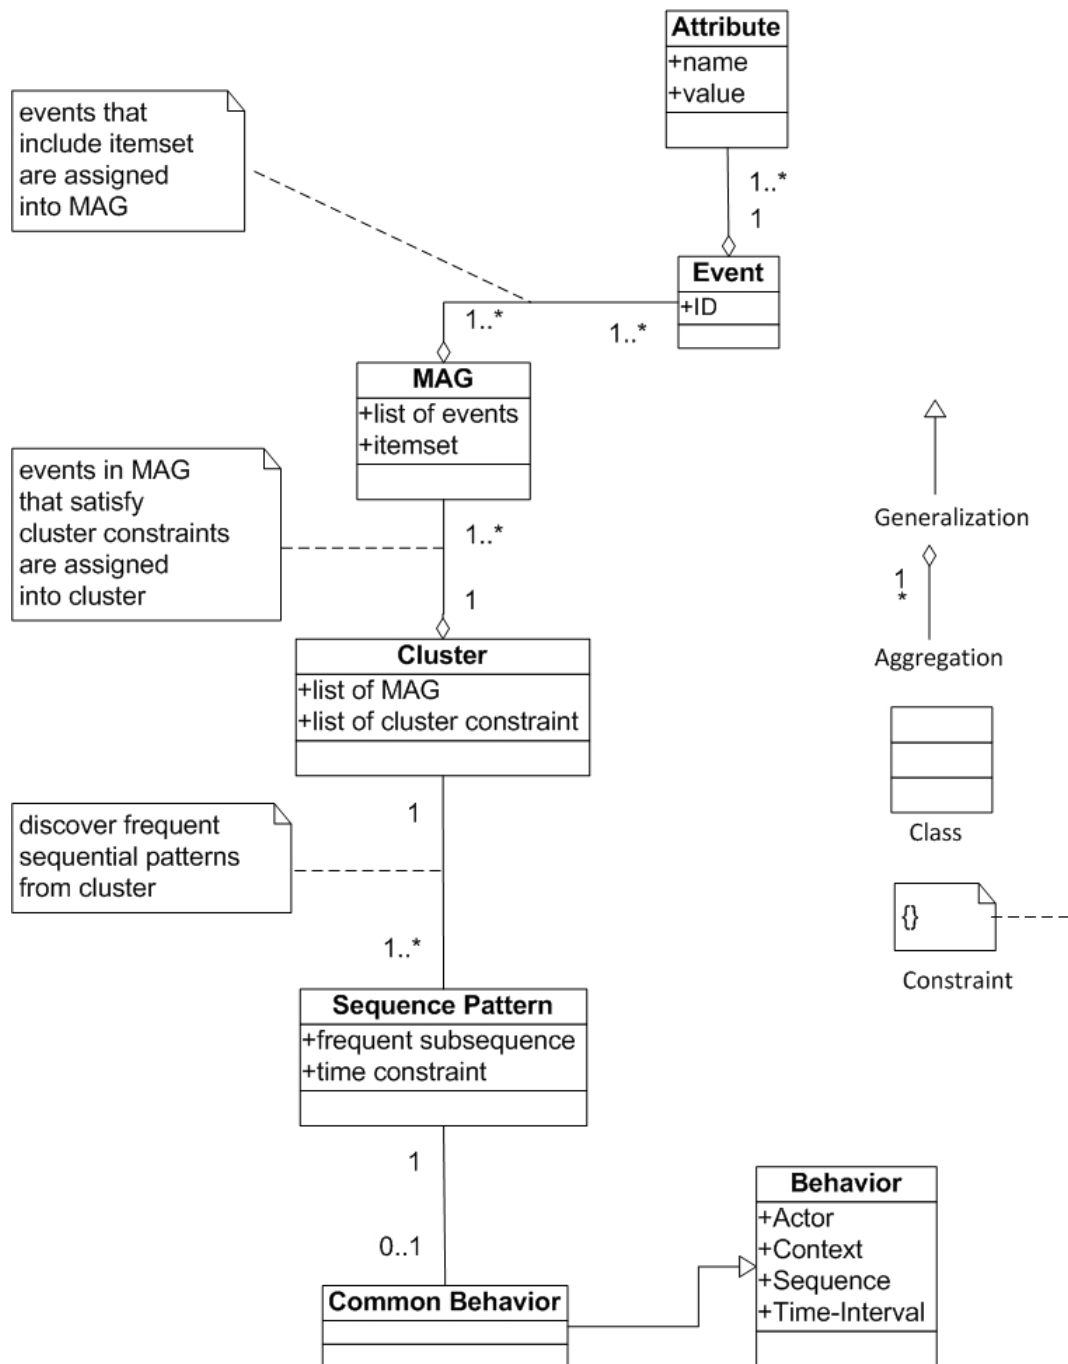 Attribute
+name
+value
events that
include itemset
are assigned
into MAG
1..*
1
Event
+ID
1..*
1..*
MAG
+list of events
+itemset
events in MAG
that satisfy
cluster constraints
are assigned
into cluster
1..*
1
Cluster
+list of MAG
+list of cluster constraint
1
discover frequent
sequential patterns
from cluster
1..*
Sequence Pattern
+frequent subsequence
+time constraint
1
0..1
Common Behavior
Behavior
+Actor
+Context
+Sequence
+Time-Interval
Generalization
1
*
Aggregation
Class
{}
Constraint